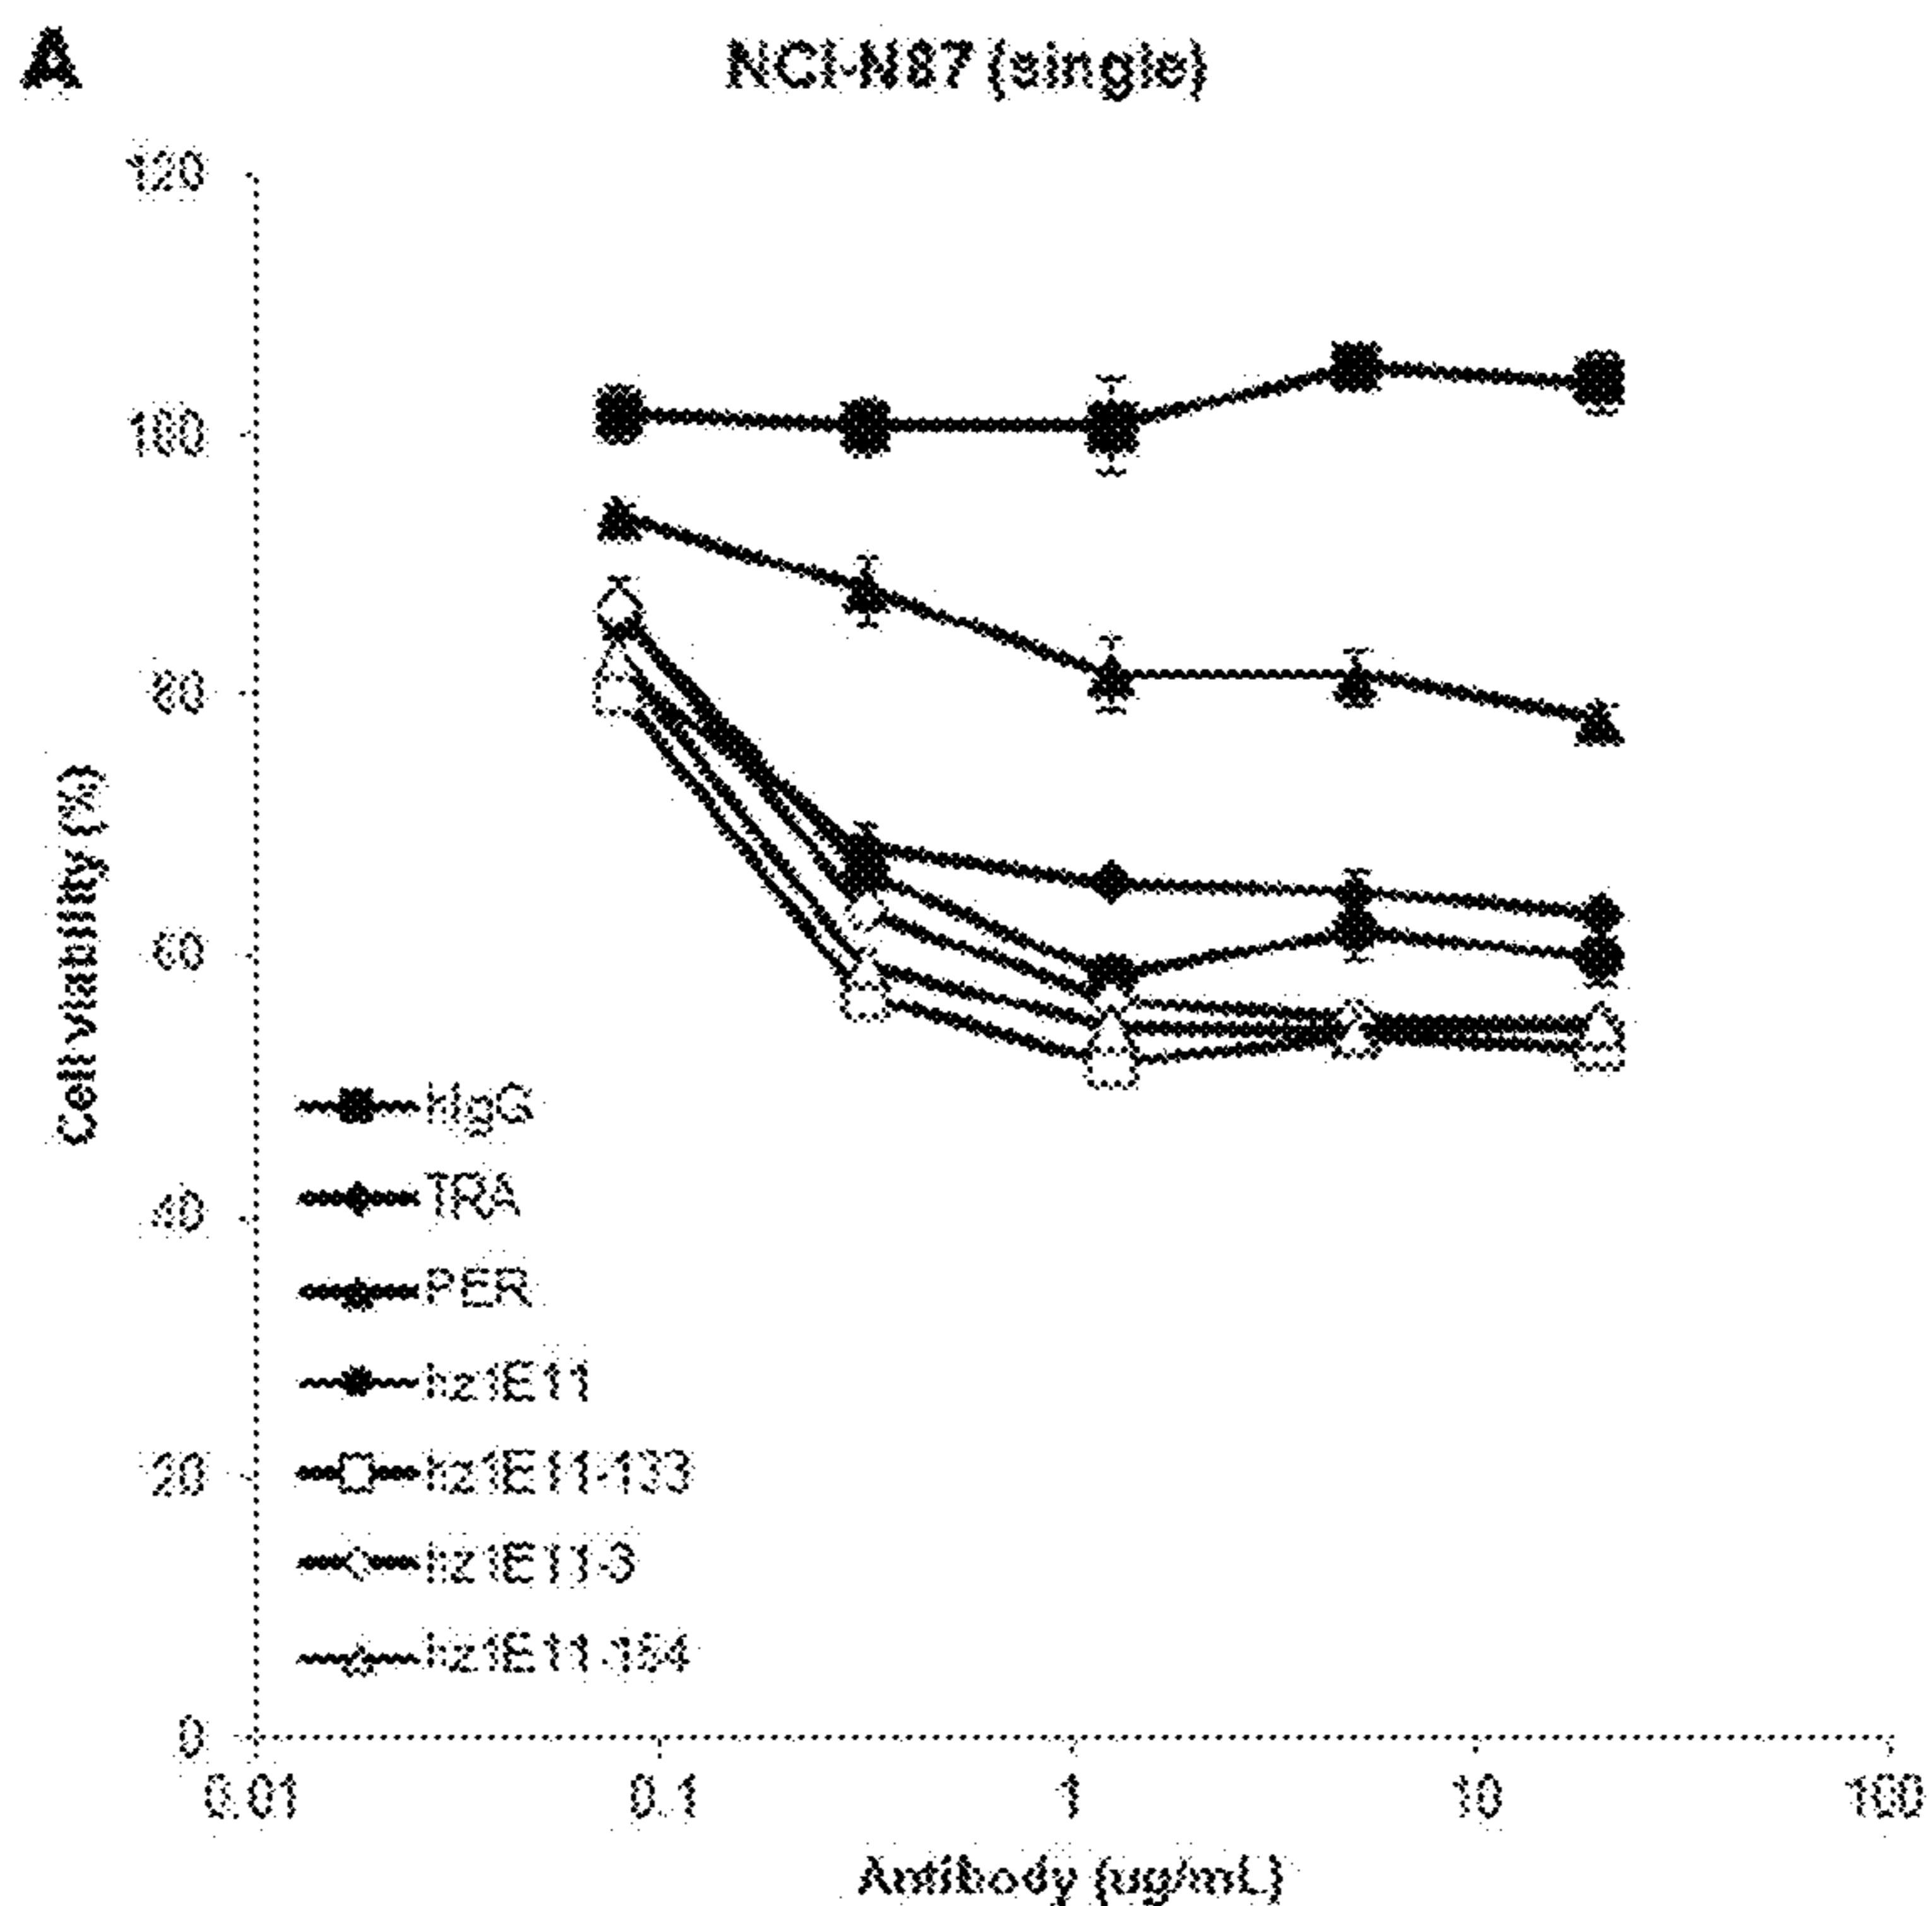 A
NCI-N87 (single)
120
100
80
60
40
20
0
Cell viability (%)
hIgG
TRA
PER
hz1E11
hz1E11-133
hz1E11-3
hz1E11-154
0.01
0.1
1
10
100
Antibody (ug/mL)